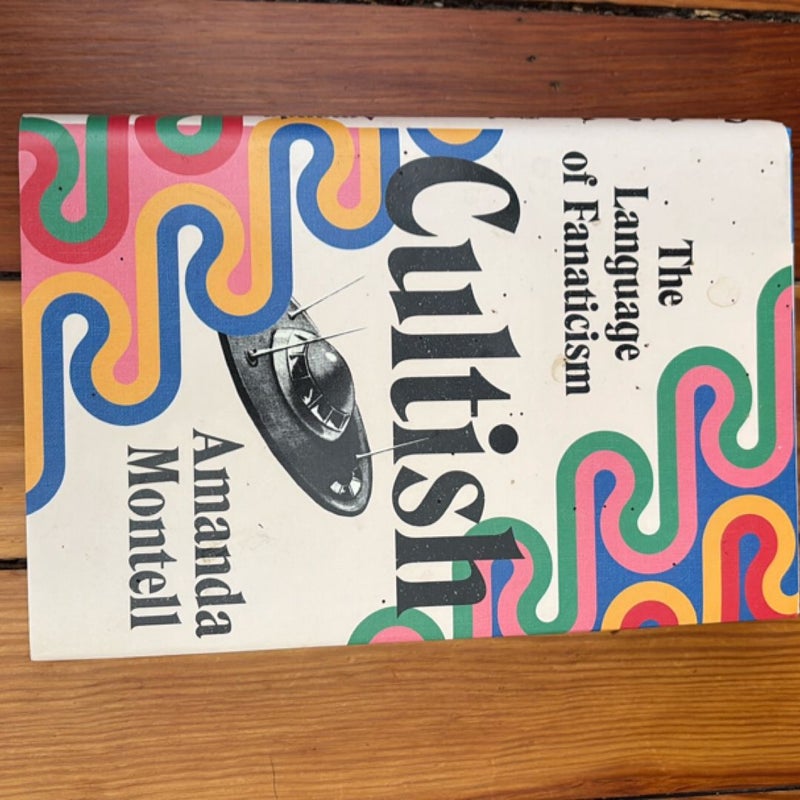 The
Language
of Fanaticism
Cultish
Amanda
Montell